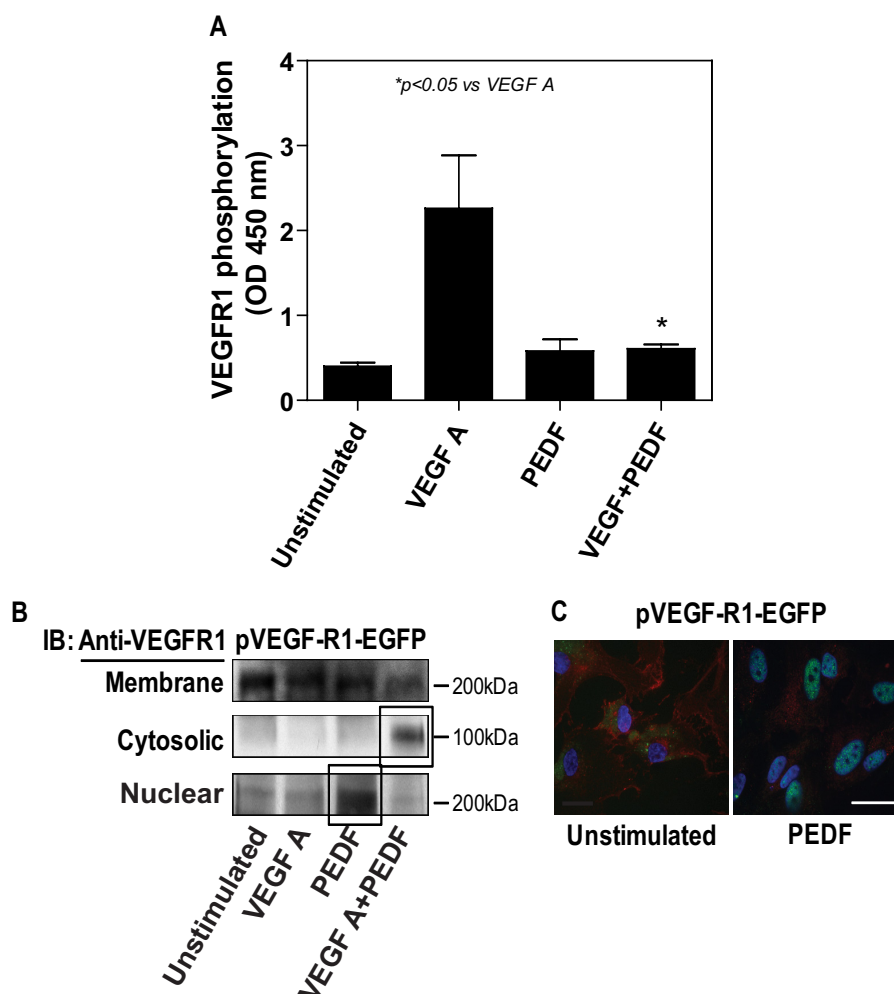 A
VEGFR1 phosphorylation
(OD 450 nm)
4
3
2
1
0
*p<0.05 vs VEGF A
*
Unstimulated
VEGF A
PEDF
VEGF+PEDF
B
IB: Anti-VEGFR1 pVEGF-R1-EGFP
Membrane
200kDa
Cytosolic
100kDa
Nuclear
200kDa
Unstimulated
VEGF A
PEDF
VEGF A+PEDF
C
pVEGF-R1-EGFP
Unstimulated
PEDF